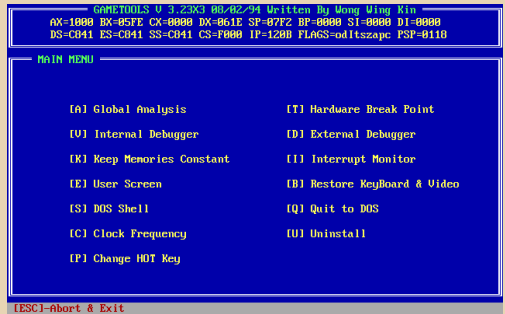 GAMETOOLS V 3.23X3 08/02/94 Written By Wong Wing Kin
AX=1000 BX=05FE CX=0000 DX=061E SP=07F2 BP=0000 SI=0000 DI=0000
DS=C841 ES=C841 SS=C841 CS=F000 IP=120B FLAGS=odItszapc PSP=0118
MAIN MENU
[A] Global Analysis [T] Hardware Break Point
[V] Internal Debugger [D] External Debugger
[K] Keep Memories Constant [I] Interrupt Monitor
[E] User Screen [B] Restore KeyBoard & Video
[S] DOS Shell [Q] Quit to DOS
[C] Clock Frequency [U] Uninstall
[P] Change HOT Key
[ESC]-Abort & Exit